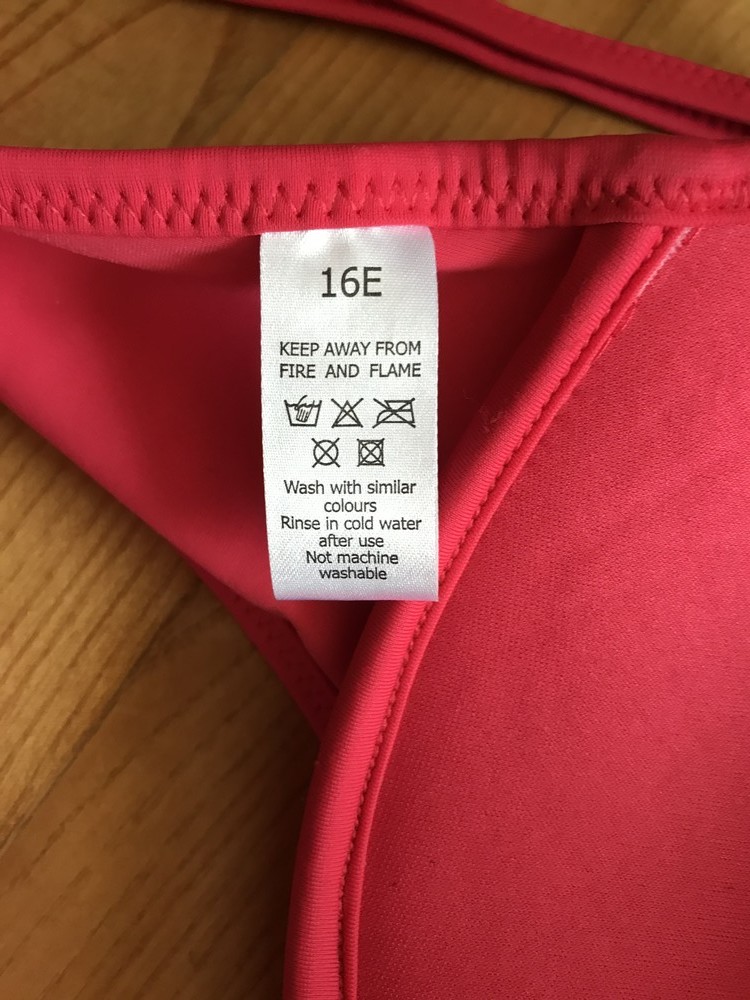 16E
KEEP AWAY FROM
FIRE AND FLAME
Wash with similar
colours
Rinse in cold water
after use
Not machine
washable